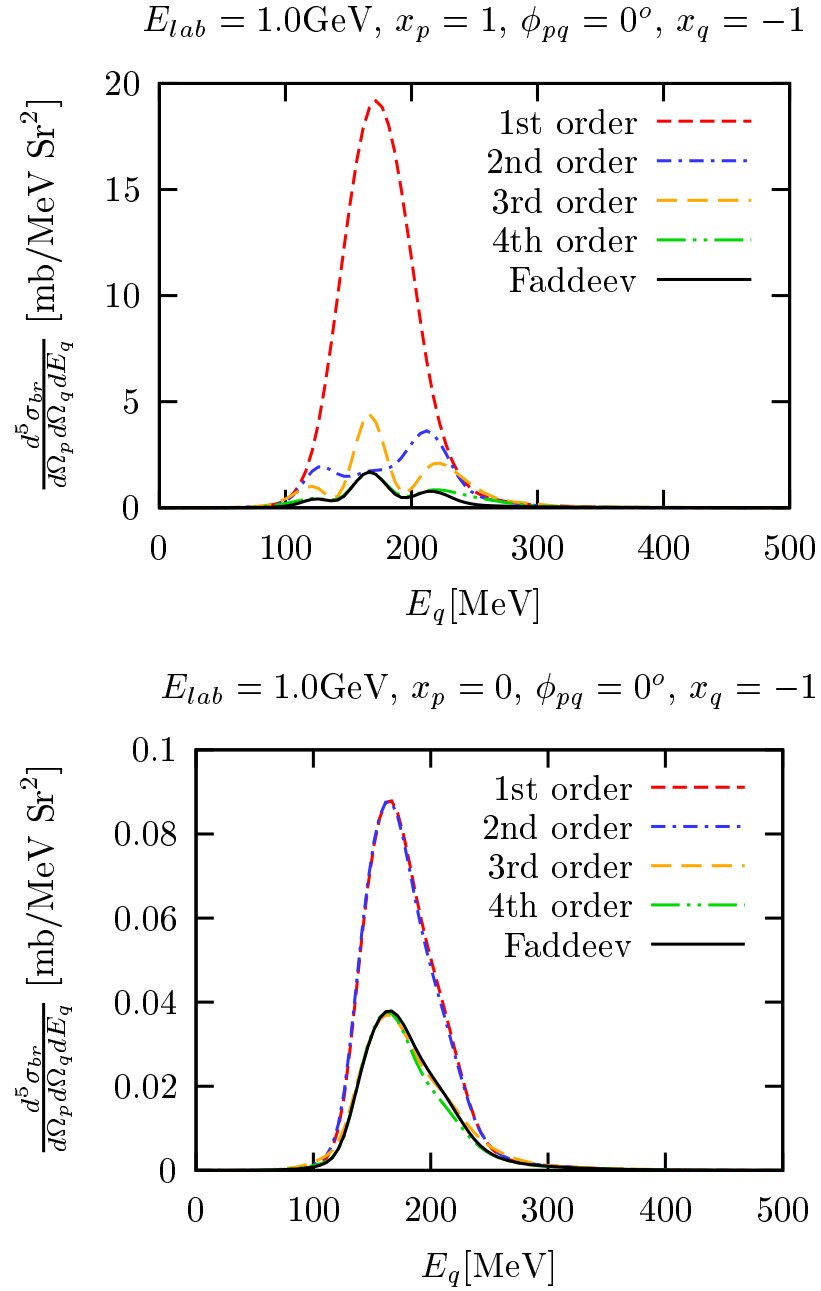 E_{lab} = 1.0GeV, x_p = 1, ϕ_{pq} = 0^o, x_q = −1
20
15
10
5
0
1st order
2nd order
3rd order
4th order
Faddeev
\frac{d^5σ_{br}}{dΩ_p dΩ_q dE_q} [mb/MeV Sr^2]
0 100 200 300 400 500
E_q[MeV]
E_{lab} = 1.0GeV, x_p = 0, ϕ_{pq} = 0^o, x_q = −1
0.1
0.08
0.06
0.04
0.02
0
1st order
2nd order
3rd order
4th order
Faddeev
\frac{d^5σ_{br}}{dΩ_p dΩ_q dE_q} [mb/MeV Sr^2]
0 100 200 300 400 500
E_q[MeV]